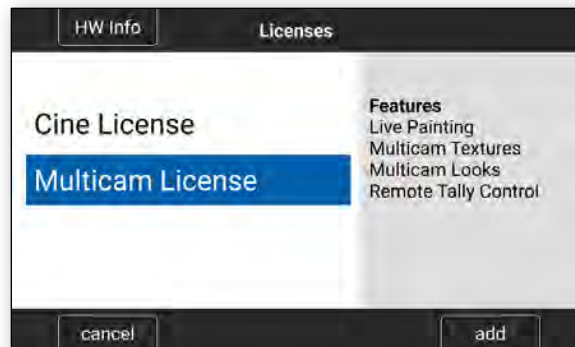 HW Info
Licenses
Cine License
Multicam License
Features
Live Painting
Multicam Textures
Multicam Looks
Remote Tally Control
cancel
add